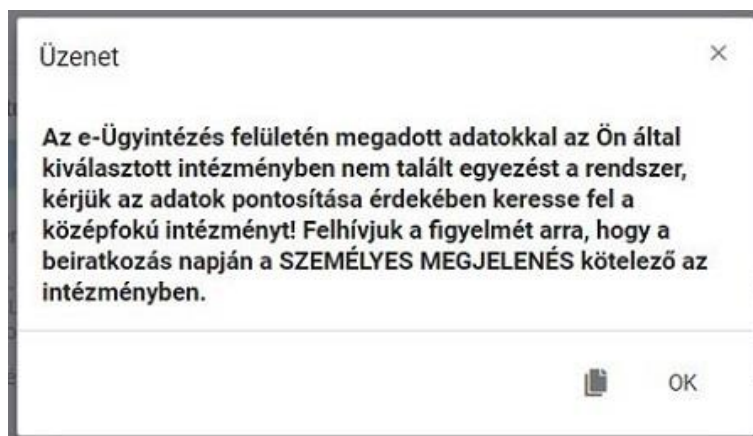 Üzenet
Az e-Ügyintézés felületén megadott adatokkal az Ön által
kiválasztott intézményben nem talált egyezést a rendszer,
kérjük az adatok pontosítása érdekében keresse fel a
középfokú intézményt! Felhívjuk a figyelmét arra, hogy a
beiratkozás napján a SZEMÉLYES MEGJELENÉS kötelező az
intézményben.
OK